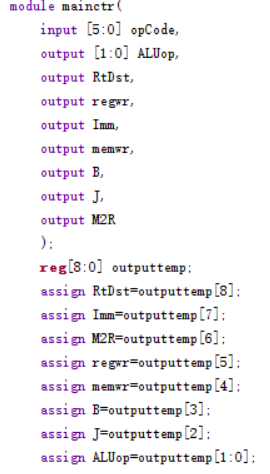 module mainctr(
input [5:0] opCode,
output [1:0] ALUop,
output RtDst,
output regwr,
output Imm,
output memwr,
output B,
output J,
output M2R
);
reg[8:0] outputtemp;
assign RtDst=outputtemp[8];
assign Imm=outputtemp[7];
assign M2R=outputtemp[6];
assign regwr=outputtemp[5];
assign memwr=outputtemp[4];
assign B=outputtemp[3];
assign J=outputtemp[2];
assign ALUop=outputtemp[1:0];